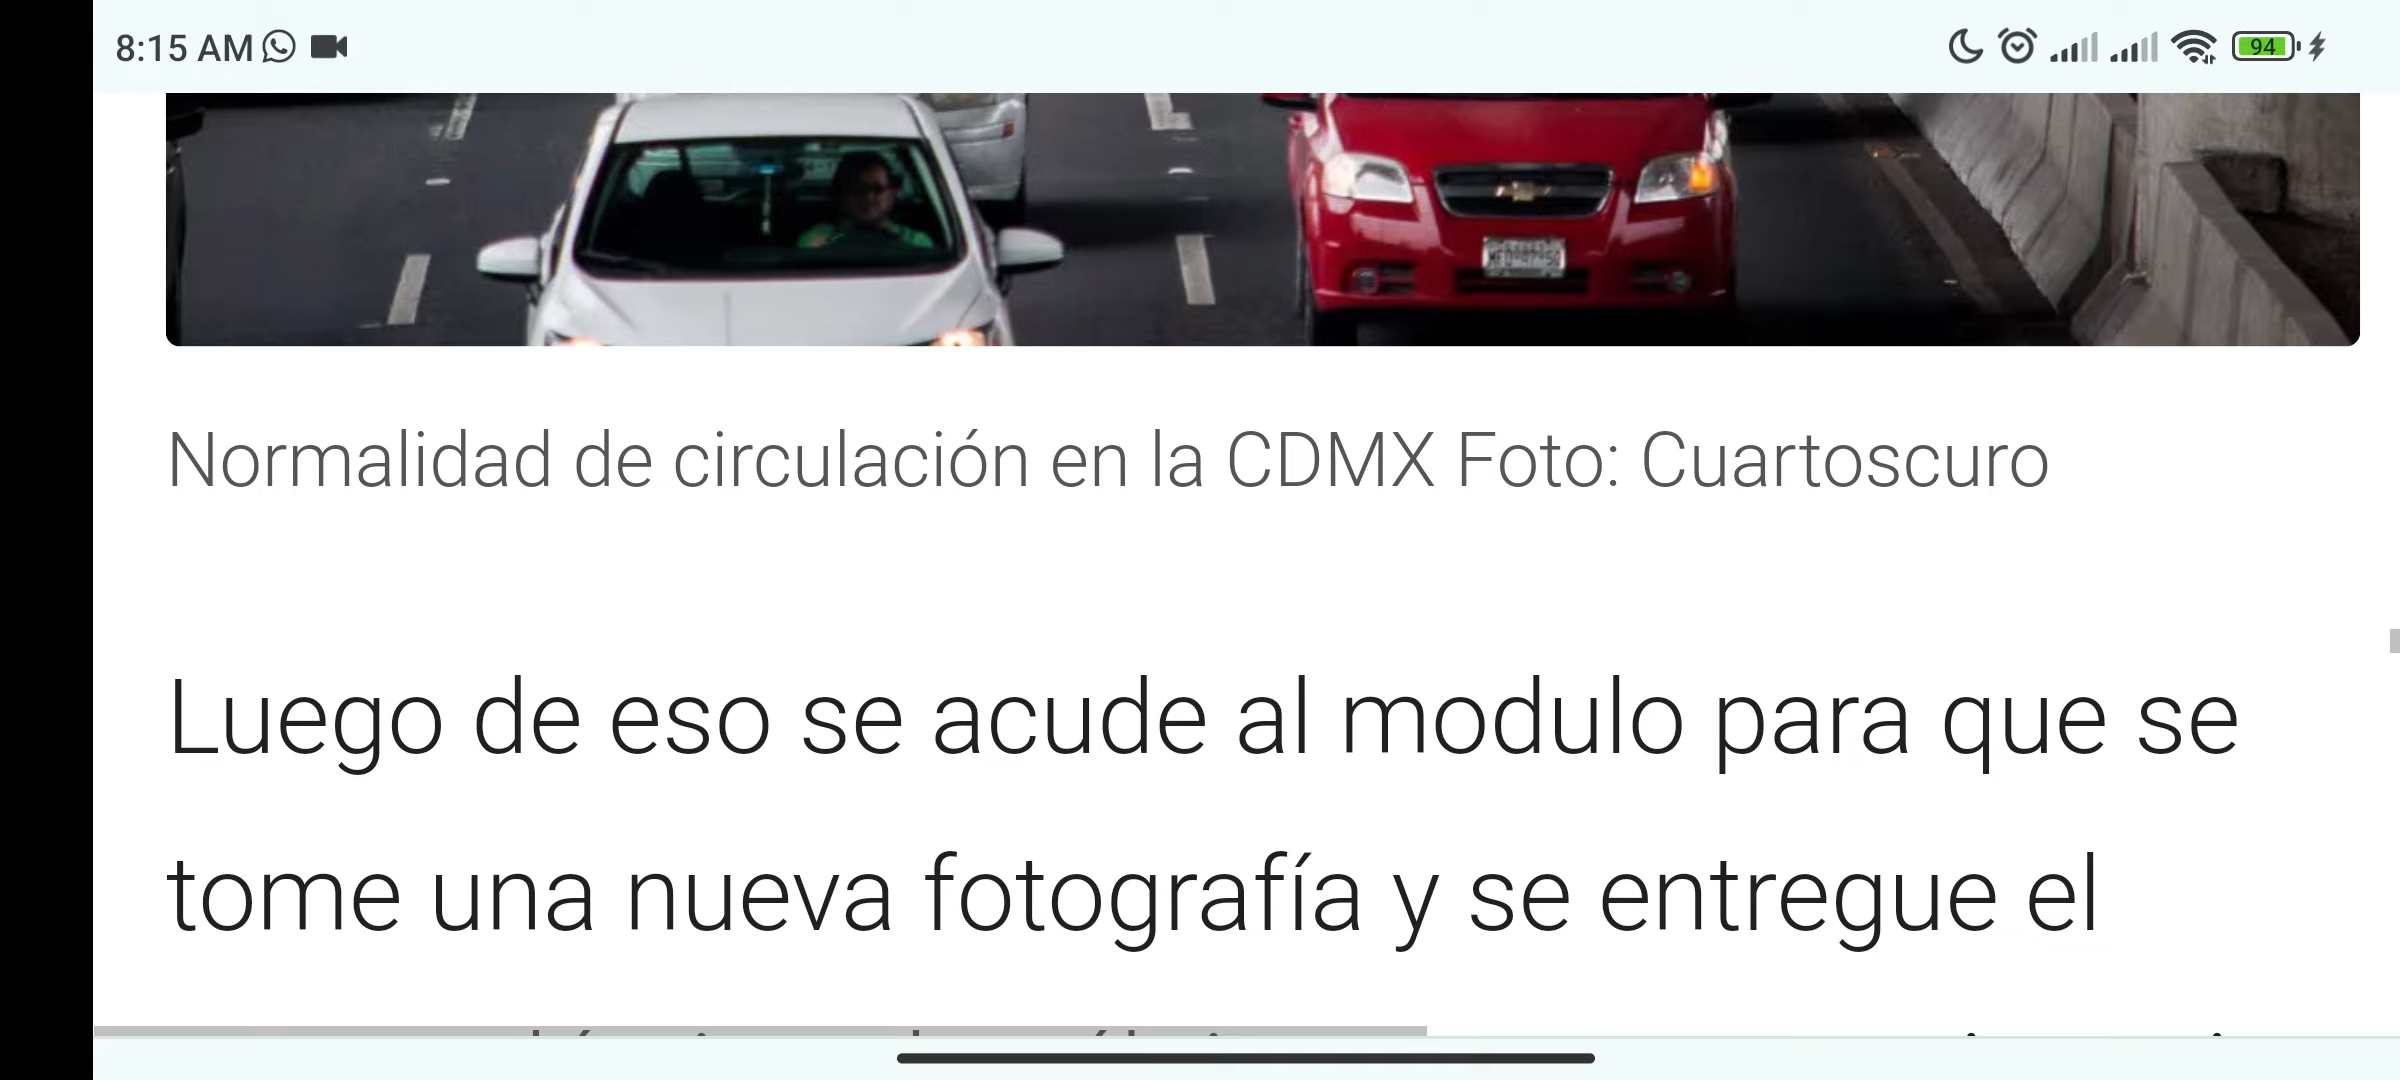 8:15 AM
94
Normalidad de circulación en la CDMX Foto: Cuartoscuro
Luego de eso se acude al modulo para que se
tome una nueva fotografía y se entregue el